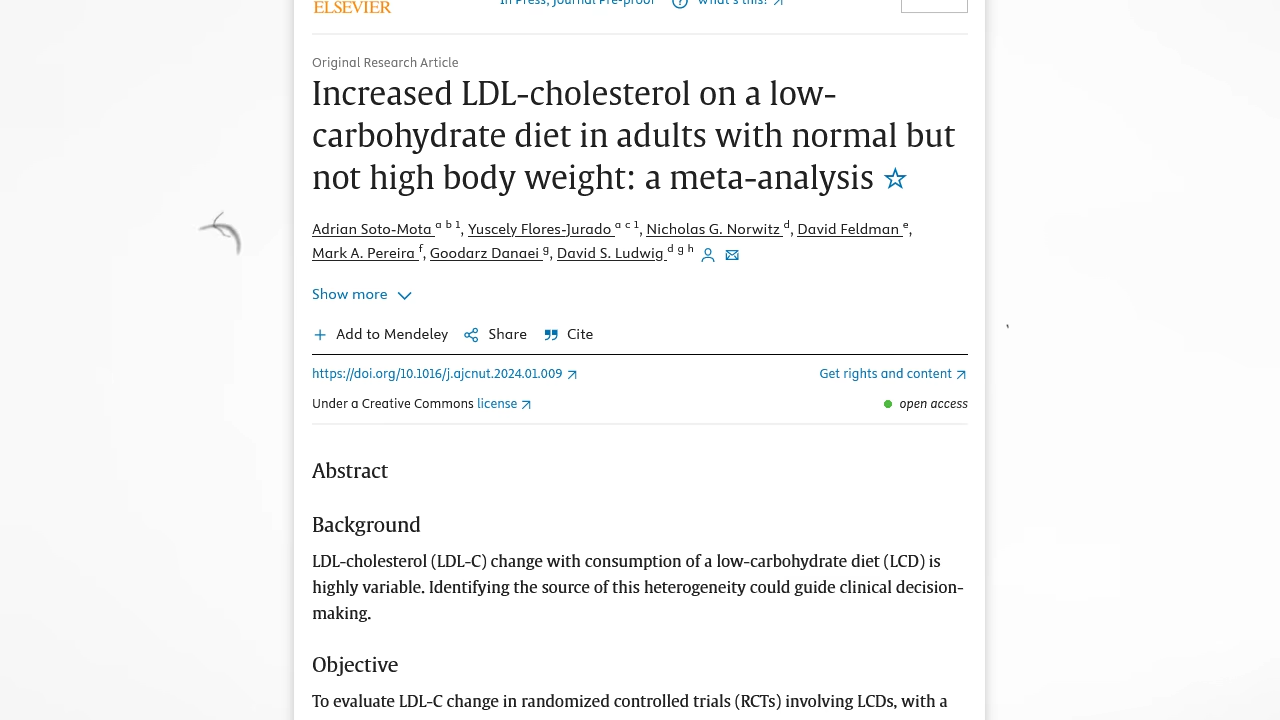 ELSEVIER
In Press, Journal Pre-proof What's this?
Original Research Article
Increased LDL-cholesterol on a low-
carbohydrate diet in adults with normal but
not high body weight: a meta-analysis
Adrian Soto-Mota a b 1, Yuscely Flores-Jurado a c 1, Nicholas G. Norwitz d, David Feldman e,
Mark A. Pereira f, Goodarz Danaei g, David S. Ludwig d g h
Show more
Add to Mendeley Share Cite
https://doi.org/10.1016/j.ajcnut.2024.01.009 Get rights and content
Under a Creative Commons license open access
Abstract
Background
LDL-cholesterol (LDL-C) change with consumption of a low-carbohydrate diet (LCD) is
highly variable. Identifying the source of this heterogeneity could guide clinical decision-
making.
Objective
To evaluate LDL-C change in randomized controlled trials (RCTs) involving LCDs, with a